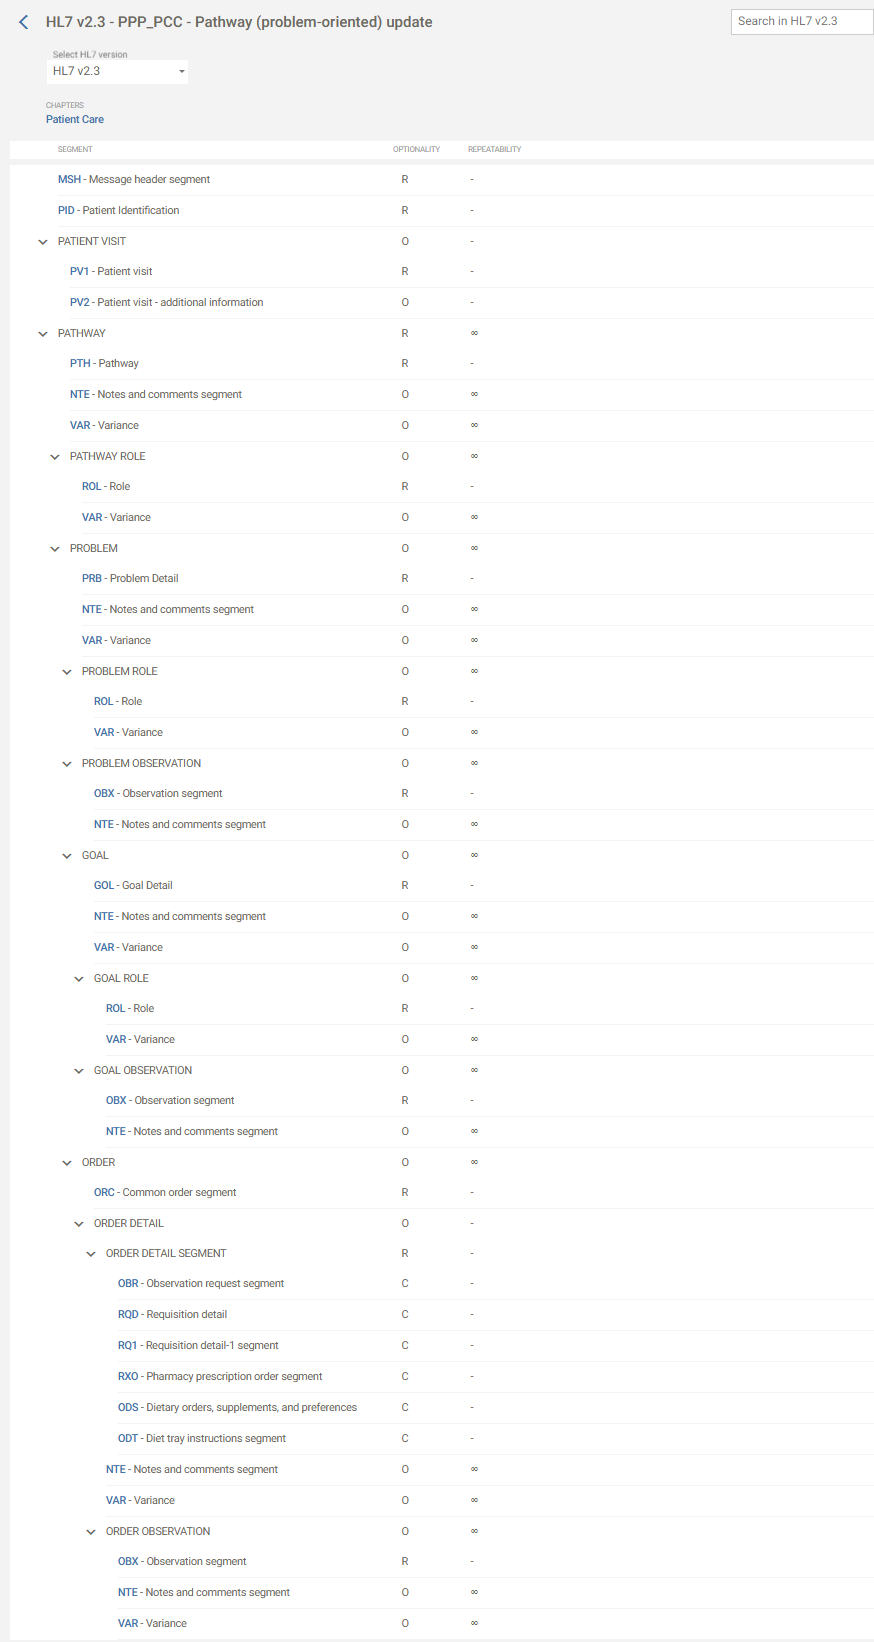 HL7 v2.3 - PPP_PCC - Pathway (problem-oriented) update
Search in HL7 v2.3
Select HL7 version
HL7 v2.3
CHAPTERS
Patient Care
SEGMENT OPTIONALITY REPEATABILITY
MSH - Message header segment R -
PID - Patient Identification R -
PATIENT VISIT O -
PV1 - Patient visit R -
PV2 - Patient visit - additional information O -
PATHWAY R ∞
PTH - Pathway R -
NTE - Notes and comments segment O ∞
VAR - Variance O ∞
PATHWAY ROLE O ∞
ROL - Role R -
VAR - Variance O ∞
PROBLEM O ∞
PRB - Problem Detail R -
NTE - Notes and comments segment O ∞
VAR - Variance O ∞
PROBLEM ROLE O ∞
ROL - Role R -
VAR - Variance O ∞
PROBLEM OBSERVATION O ∞
OBX - Observation segment R -
NTE - Notes and comments segment O ∞
GOAL O ∞
GOL - Goal Detail R -
NTE - Notes and comments segment O ∞
VAR - Variance O ∞
GOAL ROLE O ∞
ROL - Role R -
VAR - Variance O ∞
GOAL OBSERVATION O ∞
OBX - Observation segment R -
NTE - Notes and comments segment O ∞
ORDER O ∞
ORC - Common order segment R -
ORDER DETAIL O -
ORDER DETAIL SEGMENT R -
OBR - Observation request segment C -
RQD - Requisition detail C -
RQ1 - Requisition detail-1 segment C -
RXO - Pharmacy prescription order segment C -
ODS - Dietary orders, supplements, and preferences C -
ODT - Diet tray instructions segment C -
NTE - Notes and comments segment O ∞
VAR - Variance O ∞
ORDER OBSERVATION O ∞
OBX - Observation segment R -
NTE - Notes and comments segment O ∞
VAR - Variance O ∞